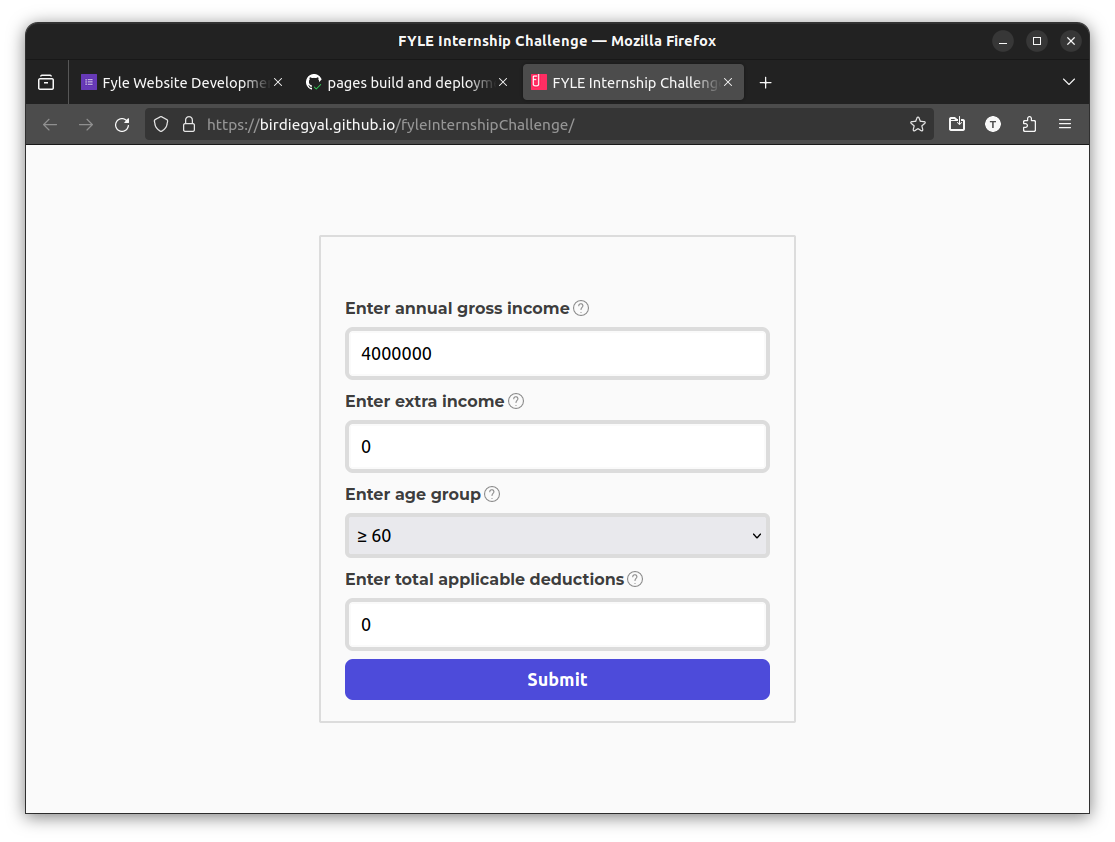 FYLE Internship Challenge — Mozilla Firefox
Fyle Website Developme
pages build and deploym
FYLE Internship Challeng
https://birdiegyal.github.io/fyleInternshipChallenge/
T
Enter annual gross income ?
4000000
Enter extra income ?
0
Enter age group ?
≥ 60
Enter total applicable deductions ?
0
Submit